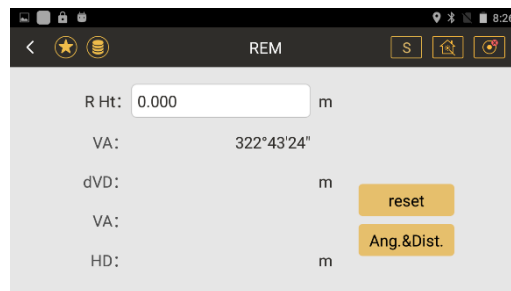 8:26
REM
S
R Ht: 0.000 m
VA: 322°43'24"
dVD: m
reset
VA:
Ang.&Dist.
HD: m